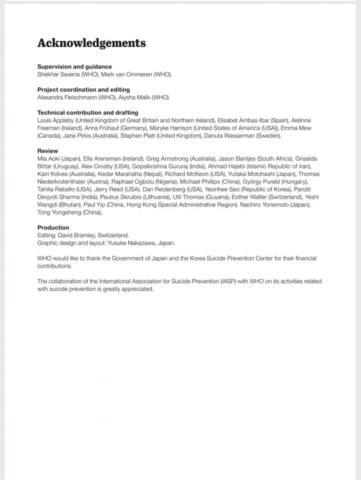 Acknowledgements
Supervision and guidance
Shekhar Saxena (WHO), Mark van Ommeren (WHO).
Project coordination and editing
Alexandra Fleischmann (WHO), Aiysha Malik (WHO).
Technical contribution and drafting
Louis Appleby (United Kingdom of Great Britain and Northern Ireland), Elisabet Arribas-Ibar (Spain), Aislinne
Freeman (Ireland), Anna Frühauf (Germany), Maryke Harrison (United States of America (USA)), Emma Mew
(Canada), Jane Pirkis (Australia), Stephen Platt (United Kingdom), Danuta Wasserman (Sweden).
Review
Mia Aoki (Japan), Ella Arensman (Ireland), Greg Armstrong (Australia), Jason Bantjes (South Africa), Griselda
Bittar (Uruguay), Alex Crosby (USA), Gopalkrishna Gururaj (India), Ahmad Hajebi (Islamic Republic of Iran),
Kairi Kõlves (Australia), Kedar Marahatta (Nepal), Richard McKeon (USA), Yutaka Motohashi (Japan), Thomas
Niederkrotenthaler (Austria), Raphael Ogbolu (Nigeria), Michael Phillips (China), György Purebl (Hungary),
Tahilia Rebello (USA), Jerry Reed (USA), Dan Reidenberg (USA), Yeonhee Seo (Republic of Korea), Pandit
Devjyoti Sharma (India), Paulius Skruibis (Lithuania), Util Thomas (Guyana), Esther Walter (Switzerland), Yeshi
Wangdi (Bhutan), Paul Yip (China, Hong Kong Special Administrative Region), Naohiro Yonemoto (Japan),
Tong Yongsheng (China).
Production
Editing: David Bramley, Switzerland.
Graphic design and layout: Yusuke Nakazawa, Japan.
WHO would like to thank the Government of Japan and the Korea Suicide Prevention Center for their financial
contributions.
The collaboration of the International Association for Suicide Prevention (IASP) with WHO on its activities related
with suicide prevention is greatly appreciated.